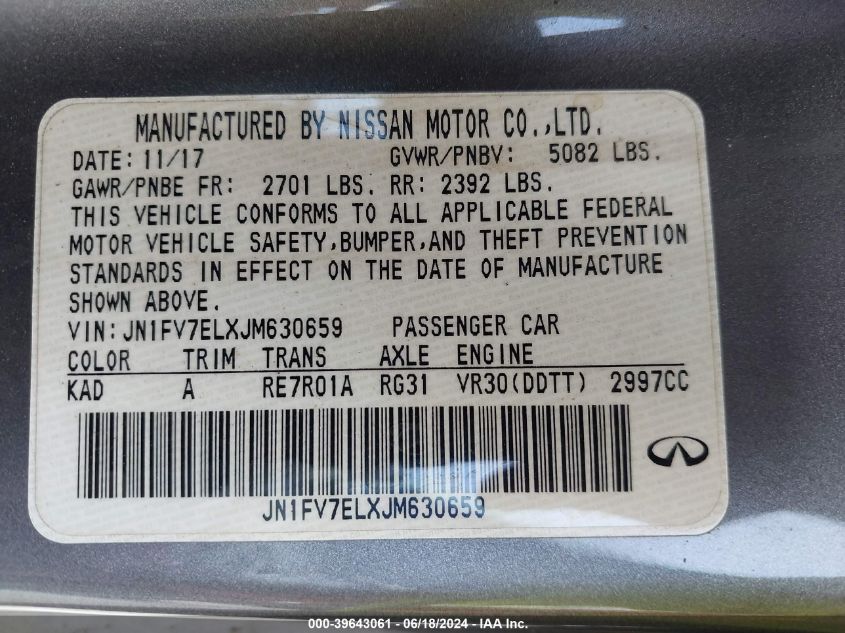 MANUFACTURED BY NISSAN MOTOR CO.,LTD.
DATE: 11/17 GVWR/PNBV: 5082 LBS.
GAWR/PNBE FR: 2701 LBS. RR: 2392 LBS.
THIS VEHICLE CONFORMS TO ALL APPLICABLE FEDERAL
MOTOR VEHICLE SAFETY,BUMPER,AND THEFT PREVENTION
STANDARDS IN EFFECT ON THE DATE OF MANUFACTURE
SHOWN ABOVE.
VIN: JN1FV7ELXJM630659 PASSENGER CAR
COLOR TRIM TRANS AXLE ENGINE
KAD A RE7R01A RG31 VR30(DDTT) 2997CC
JN1FV7ELXJM630659
000-39643061 - 06/18/2024 - IAA Inc.